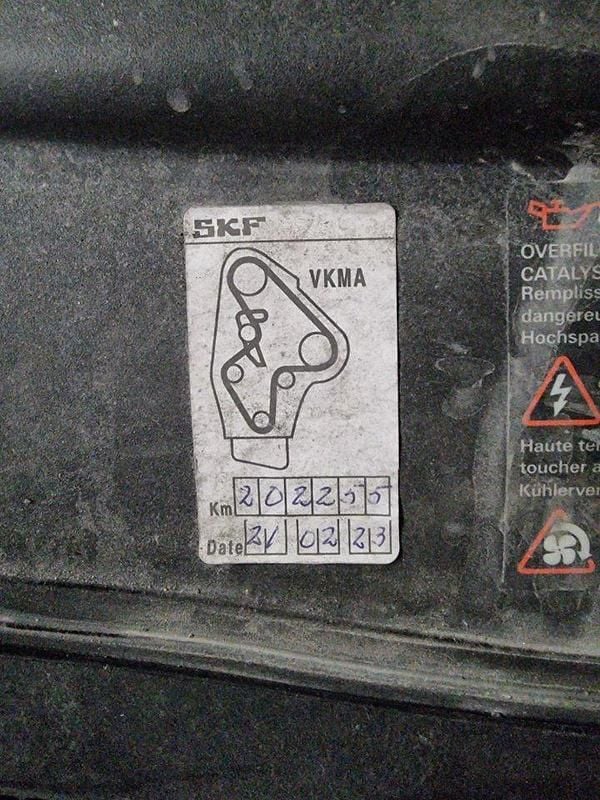 SKF
VKMA
Km 202255
Date 21 02 23
OVERFIL
CATALYS
Rempliss
dangereu
Hochspa
Haute te
toucher a
Kühlerver